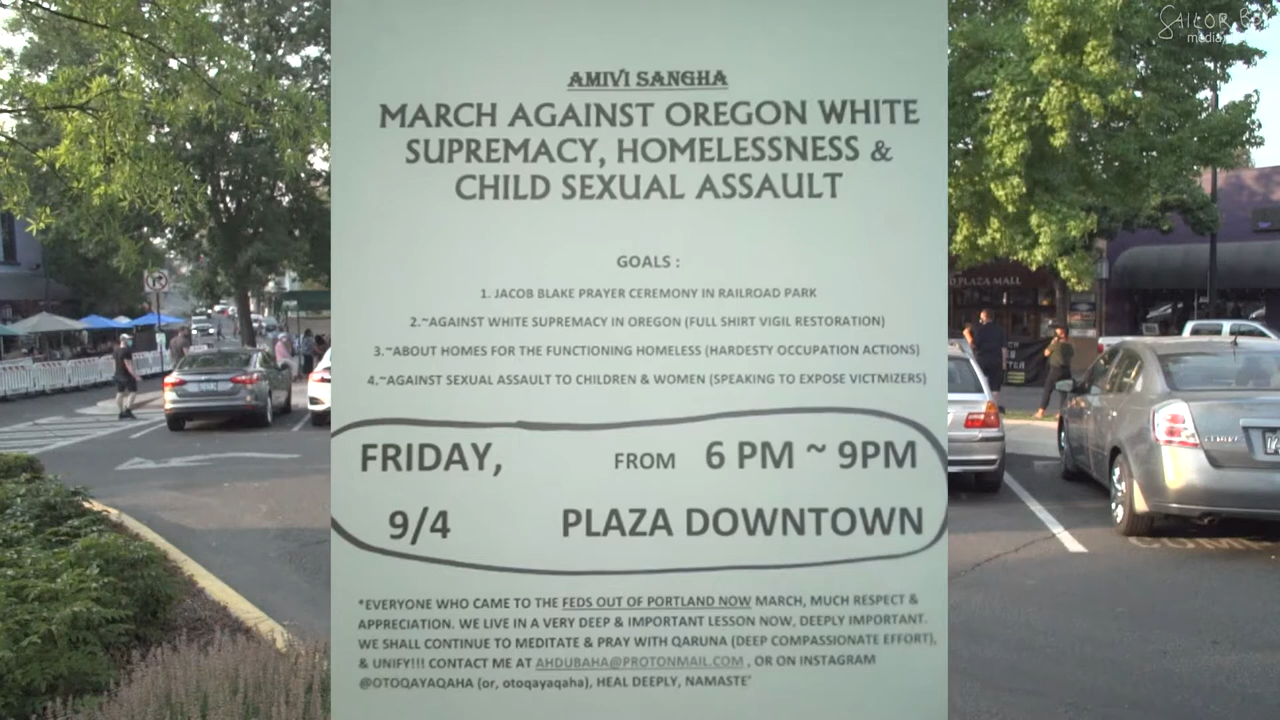 SAILOR BOY
media
AMIVI SANGHA
MARCH AGAINST OREGON WHITE
SUPREMACY, HOMELESSNESS &
CHILD SEXUAL ASSAULT
GOALS :
1. JACOB BLAKE PRAYER CEREMONY IN RAILROAD PARK
2.~AGAINST WHITE SUPREMACY IN OREGON (FULL SHIRT VIGIL RESTORATION)
3.~ABOUT HOMES FOR THE FUNCTIONING HOMELESS (HARDESTY OCCUPATION ACTIONS)
4.~AGAINST SEXUAL ASSAULT TO CHILDREN & WOMEN (SPEAKING TO EXPOSE VICTMIZERS)
FRIDAY, FROM 6 PM ~ 9PM
9/4 PLAZA DOWNTOWN
*EVERYONE WHO CAME TO THE FEDS OUT OF PORTLAND NOW MARCH, MUCH RESPECT &
APPRECIATION. WE LIVE IN A VERY DEEP & IMPORTANT LESSON NOW, DEEPLY IMPORTANT.
WE SHALL CONTINUE TO MEDITATE & PRAY WITH QARUNA (DEEP COMPASSIONATE EFFORT),
& UNIFY!!! CONTACT ME AT AHDUBAHA@PROTONMAIL.COM , OR ON INSTAGRAM
@OTOQAYAQAHA (or, otoqayaqaha), HEAL DEEPLY, NAMASTE'
PLAZA MALL